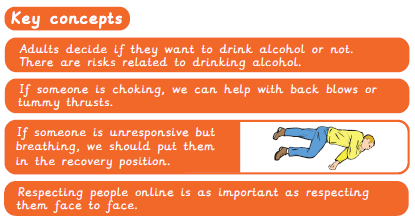 Key concepts
Adults decide if they want to drink alcohol or not.
There are risks related to drinking alcohol.
If someone is choking, we can help with back blows or
tummy thrusts.
If someone is unresponsive but
breathing, we should put them
in the recovery position.
Respecting people online is as important as respecting
them face to face.